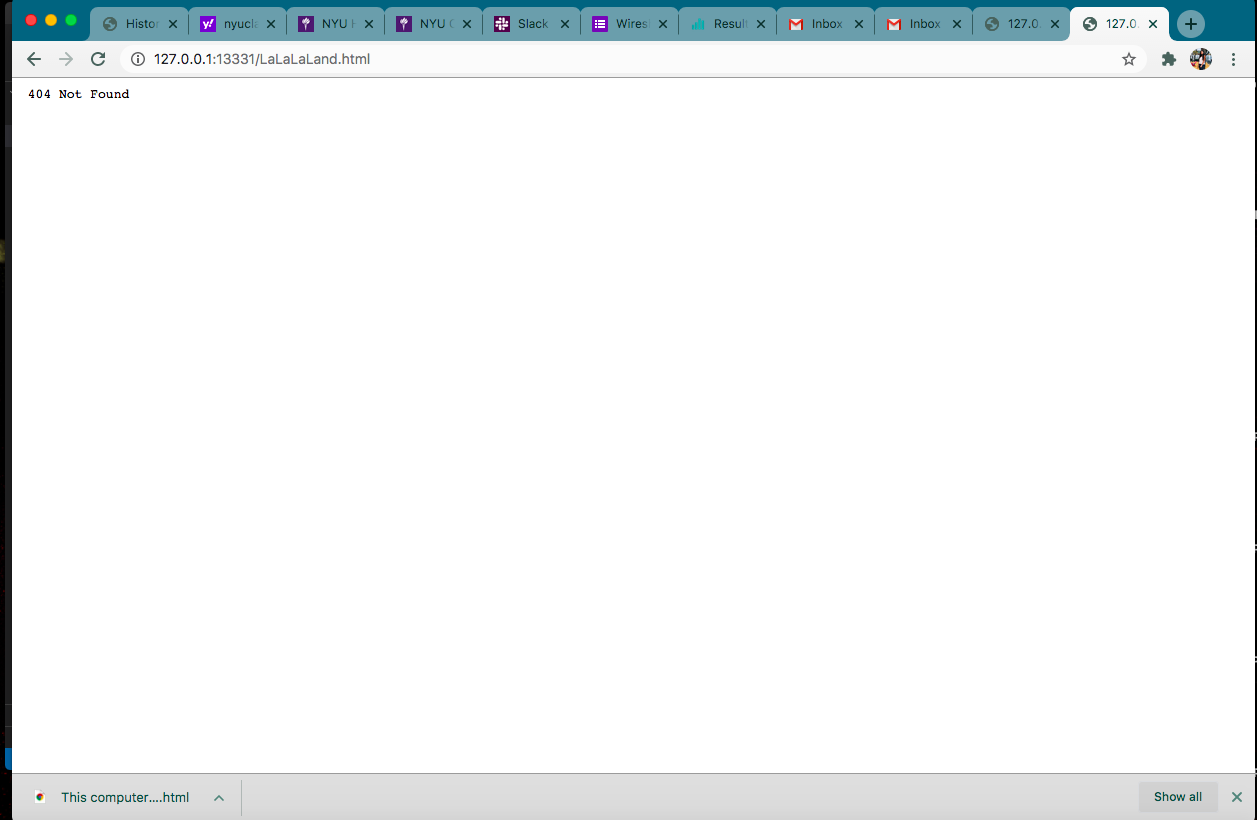 Histor nyucla NYU H NYU C Slack Wires Result Inbox Inbox 127.0. 127.0.
127.0.0.1:13331/LaLaLaLand.html
404 Not Found
This computer....html Show all